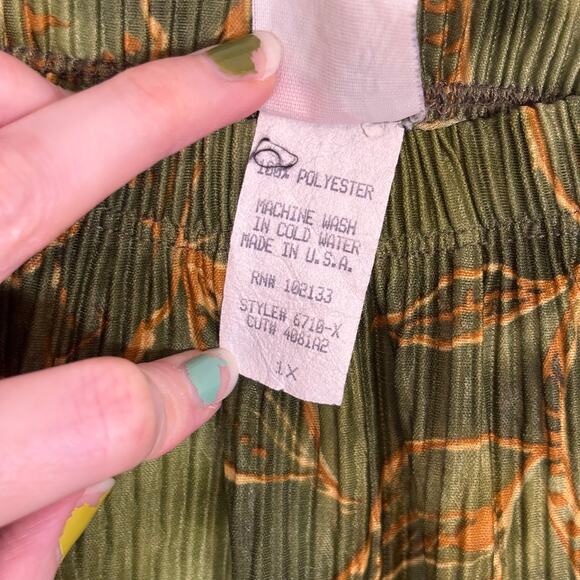 100% POLYESTER
MACHINE WASH
IN COLD WATER
MADE IN U.S.A.
RN# 102133
STYLE# 6710-X
CUT# 4081A2
1X